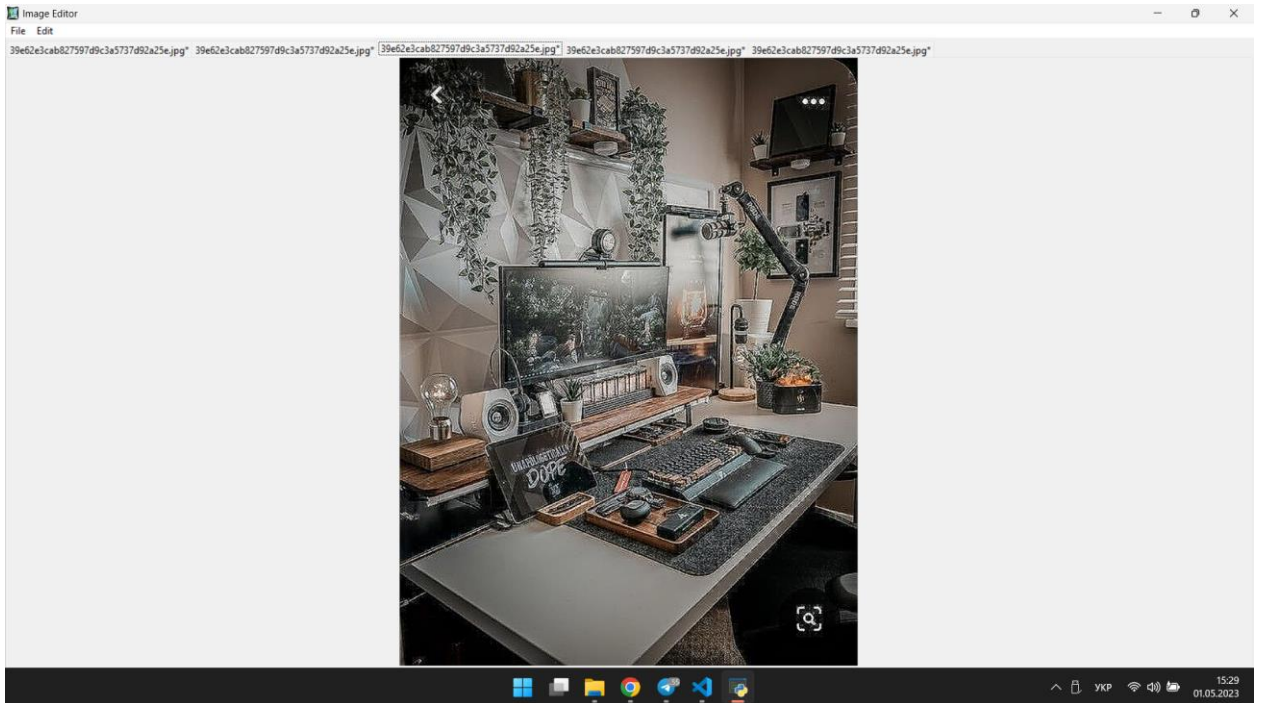 Image Editor
File Edit
39e62e3cab827597d9c3a5737d92a25e.jpg* 39e62e3cab827597d9c3a5737d92a25e.jpg* 39e62e3cab827597d9c3a5737d92a25e.jpg* 39e62e3cab827597d9c3a5737d92a25e.jpg* 39e62e3cab827597d9c3a5737d92a25e.jpg*
UNAPOLOGETICALLY
DOPE
УКР
15:29
01.05.2023